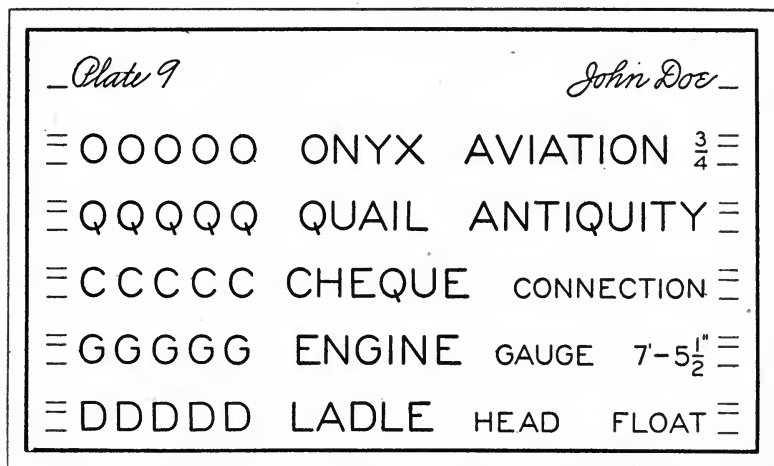 Plate 9 John Doe
OOOOO ONYX AVIATION 3/4
QQQQQ QUAIL ANTIQUITY
CCCCC CHEQUE CONNECTION
GGGGG ENGINE GAUGE 7'-5 1/2"
DDDDD LADLE HEAD FLOAT